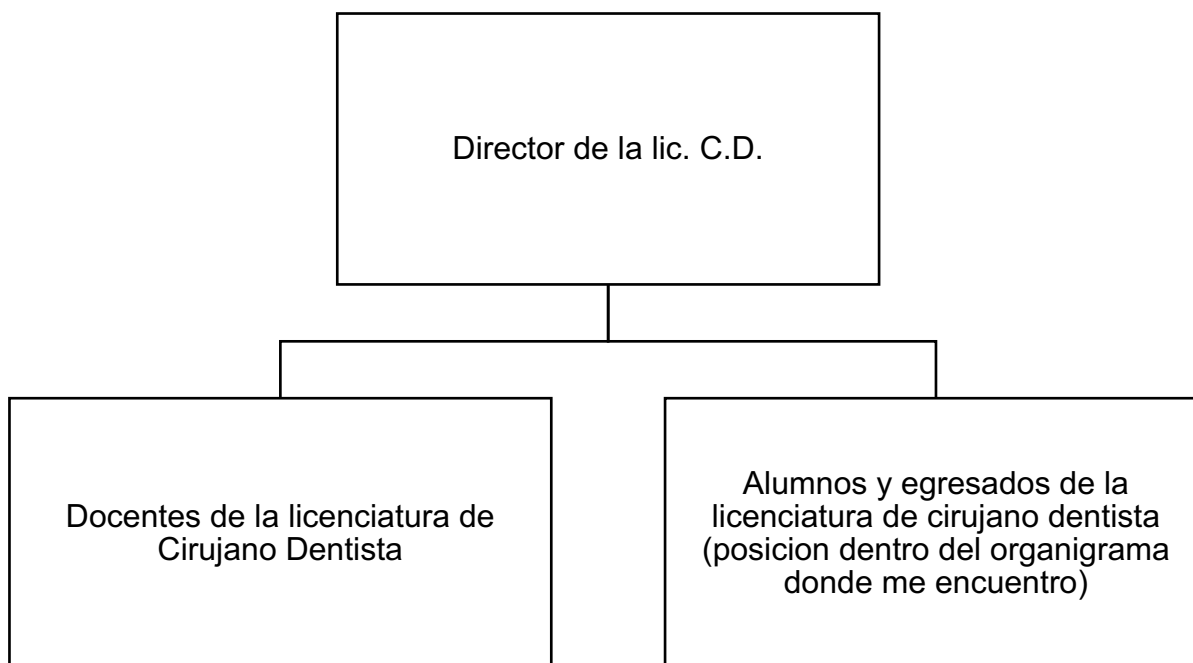 Director de la lic. C.D.
Docentes de la licenciatura de
Cirujano Dentista
Alumnos y egresados de la
licenciatura de cirujano dentista
(posicion dentro del organigrama
donde me encuentro)